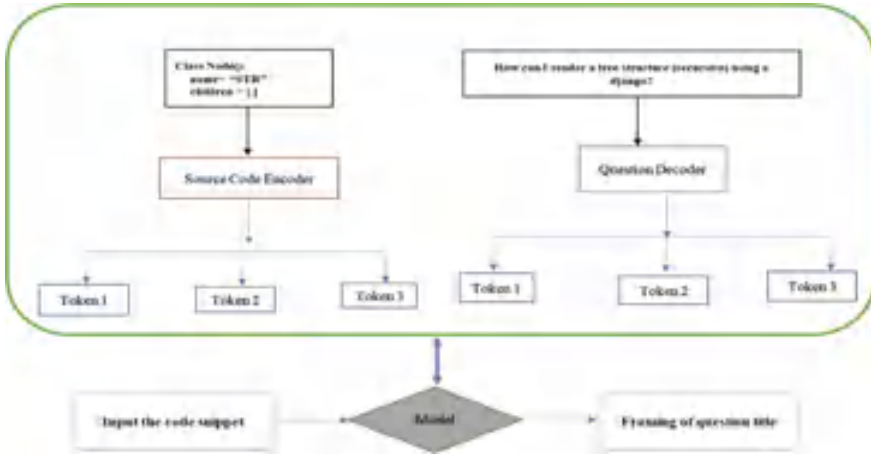 Class Node():
name= "STR"
children = [ ]
How can I render a tree structure (recursive) using a
django?
Source Code Encoder
Question Decoder
Token 1
Token 2
Token 3
Token 1
Token 2
Token 3
Input the code snippet
Model
Framing of question title